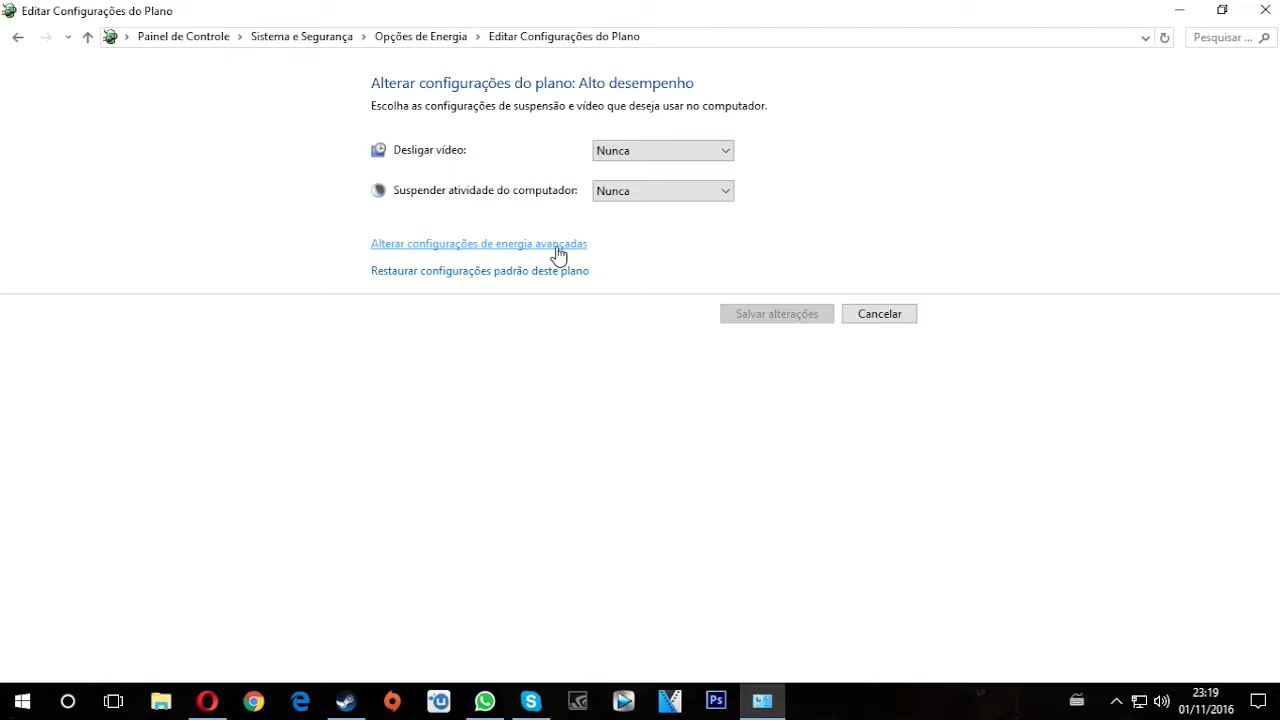 Editar Configurações do Plano
Painel de Controle > Sistema e Segurança > Opções de Energia > Editar Configurações do Plano
Pesquisar ...
Alterar configurações do plano: Alto desempenho
Escolha as configurações de suspensão e vídeo que deseja usar no computador.
Desligar vídeo: Nunca
Suspender atividade do computador: Nunca
Alterar configurações de energia avançadas
Restaurar configurações padrão deste plano
Salvar alterações Cancelar
Ps
23:19
01/11/2016